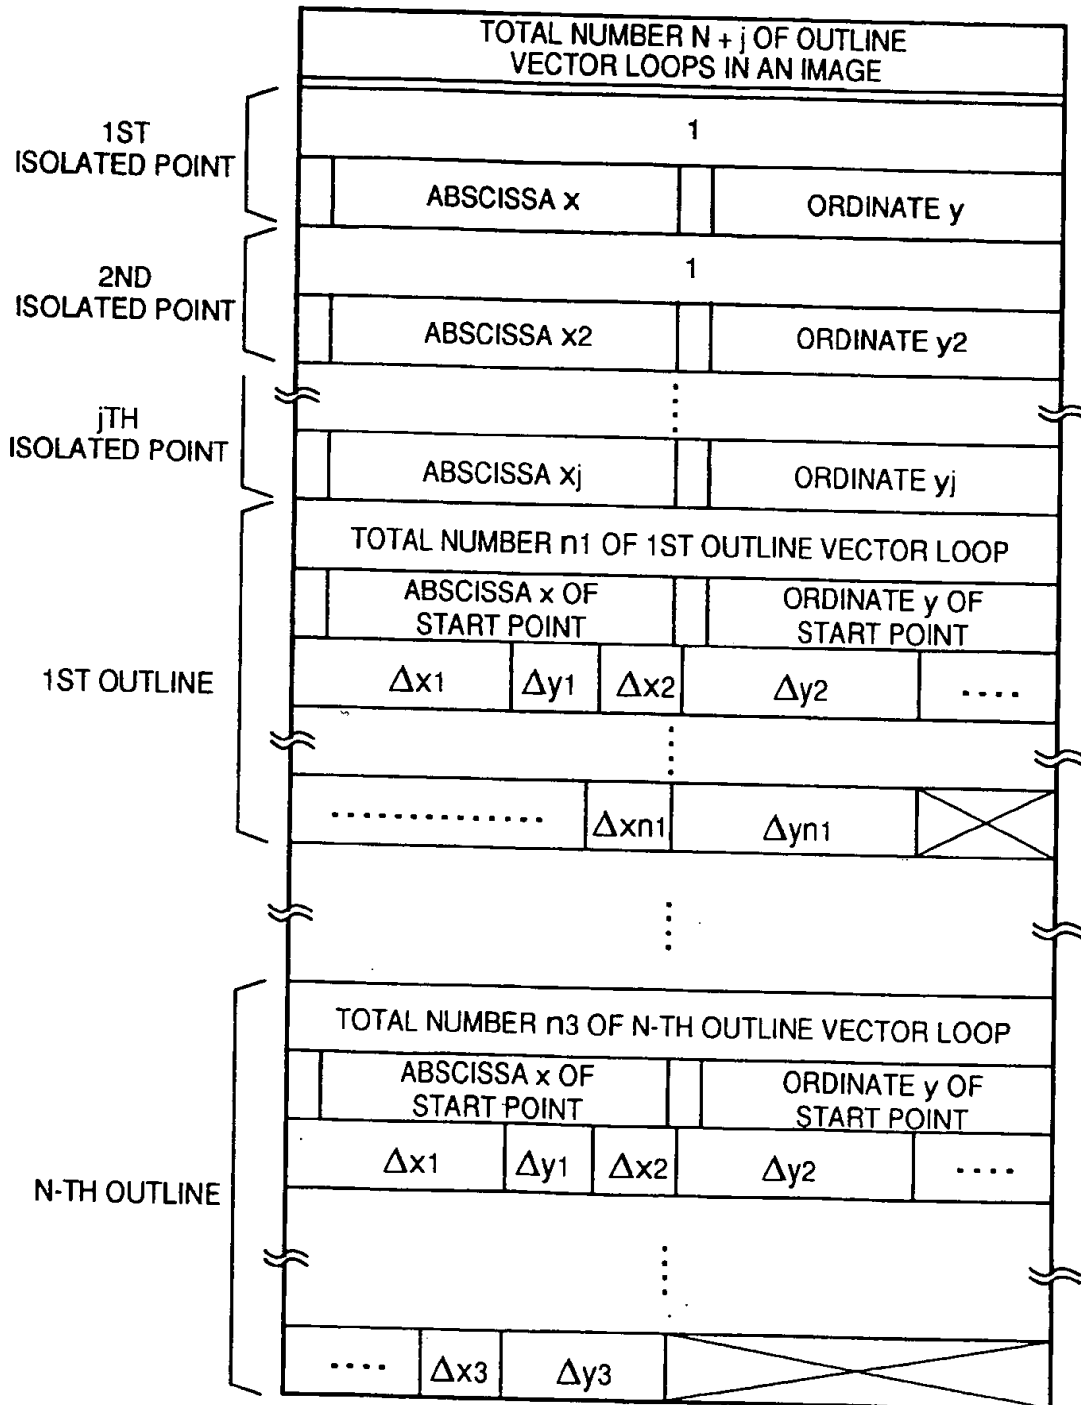 TOTAL NUMBER N + j OF OUTLINE
VECTOR LOOPS IN AN IMAGE
1ST
ISOLATED POINT
1
ABSCISSA x
ORDINATE y
2ND
ISOLATED POINT
1
ABSCISSA x2
ORDINATE y2
jTH
ISOLATED POINT
ABSCISSA xj
ORDINATE yj
TOTAL NUMBER n1 OF 1ST OUTLINE VECTOR LOOP
ABSCISSA x OF
START POINT
ORDINATE y OF
START POINT
1ST OUTLINE
Δx1
Δy1
Δx2
Δy2
....
..............
Δxn1
Δyn1
TOTAL NUMBER n3 OF N-TH OUTLINE VECTOR LOOP
ABSCISSA x OF
START POINT
ORDINATE y OF
START POINT
N-TH OUTLINE
Δx1
Δy1
Δx2
Δy2
....
....
Δx3
Δy3